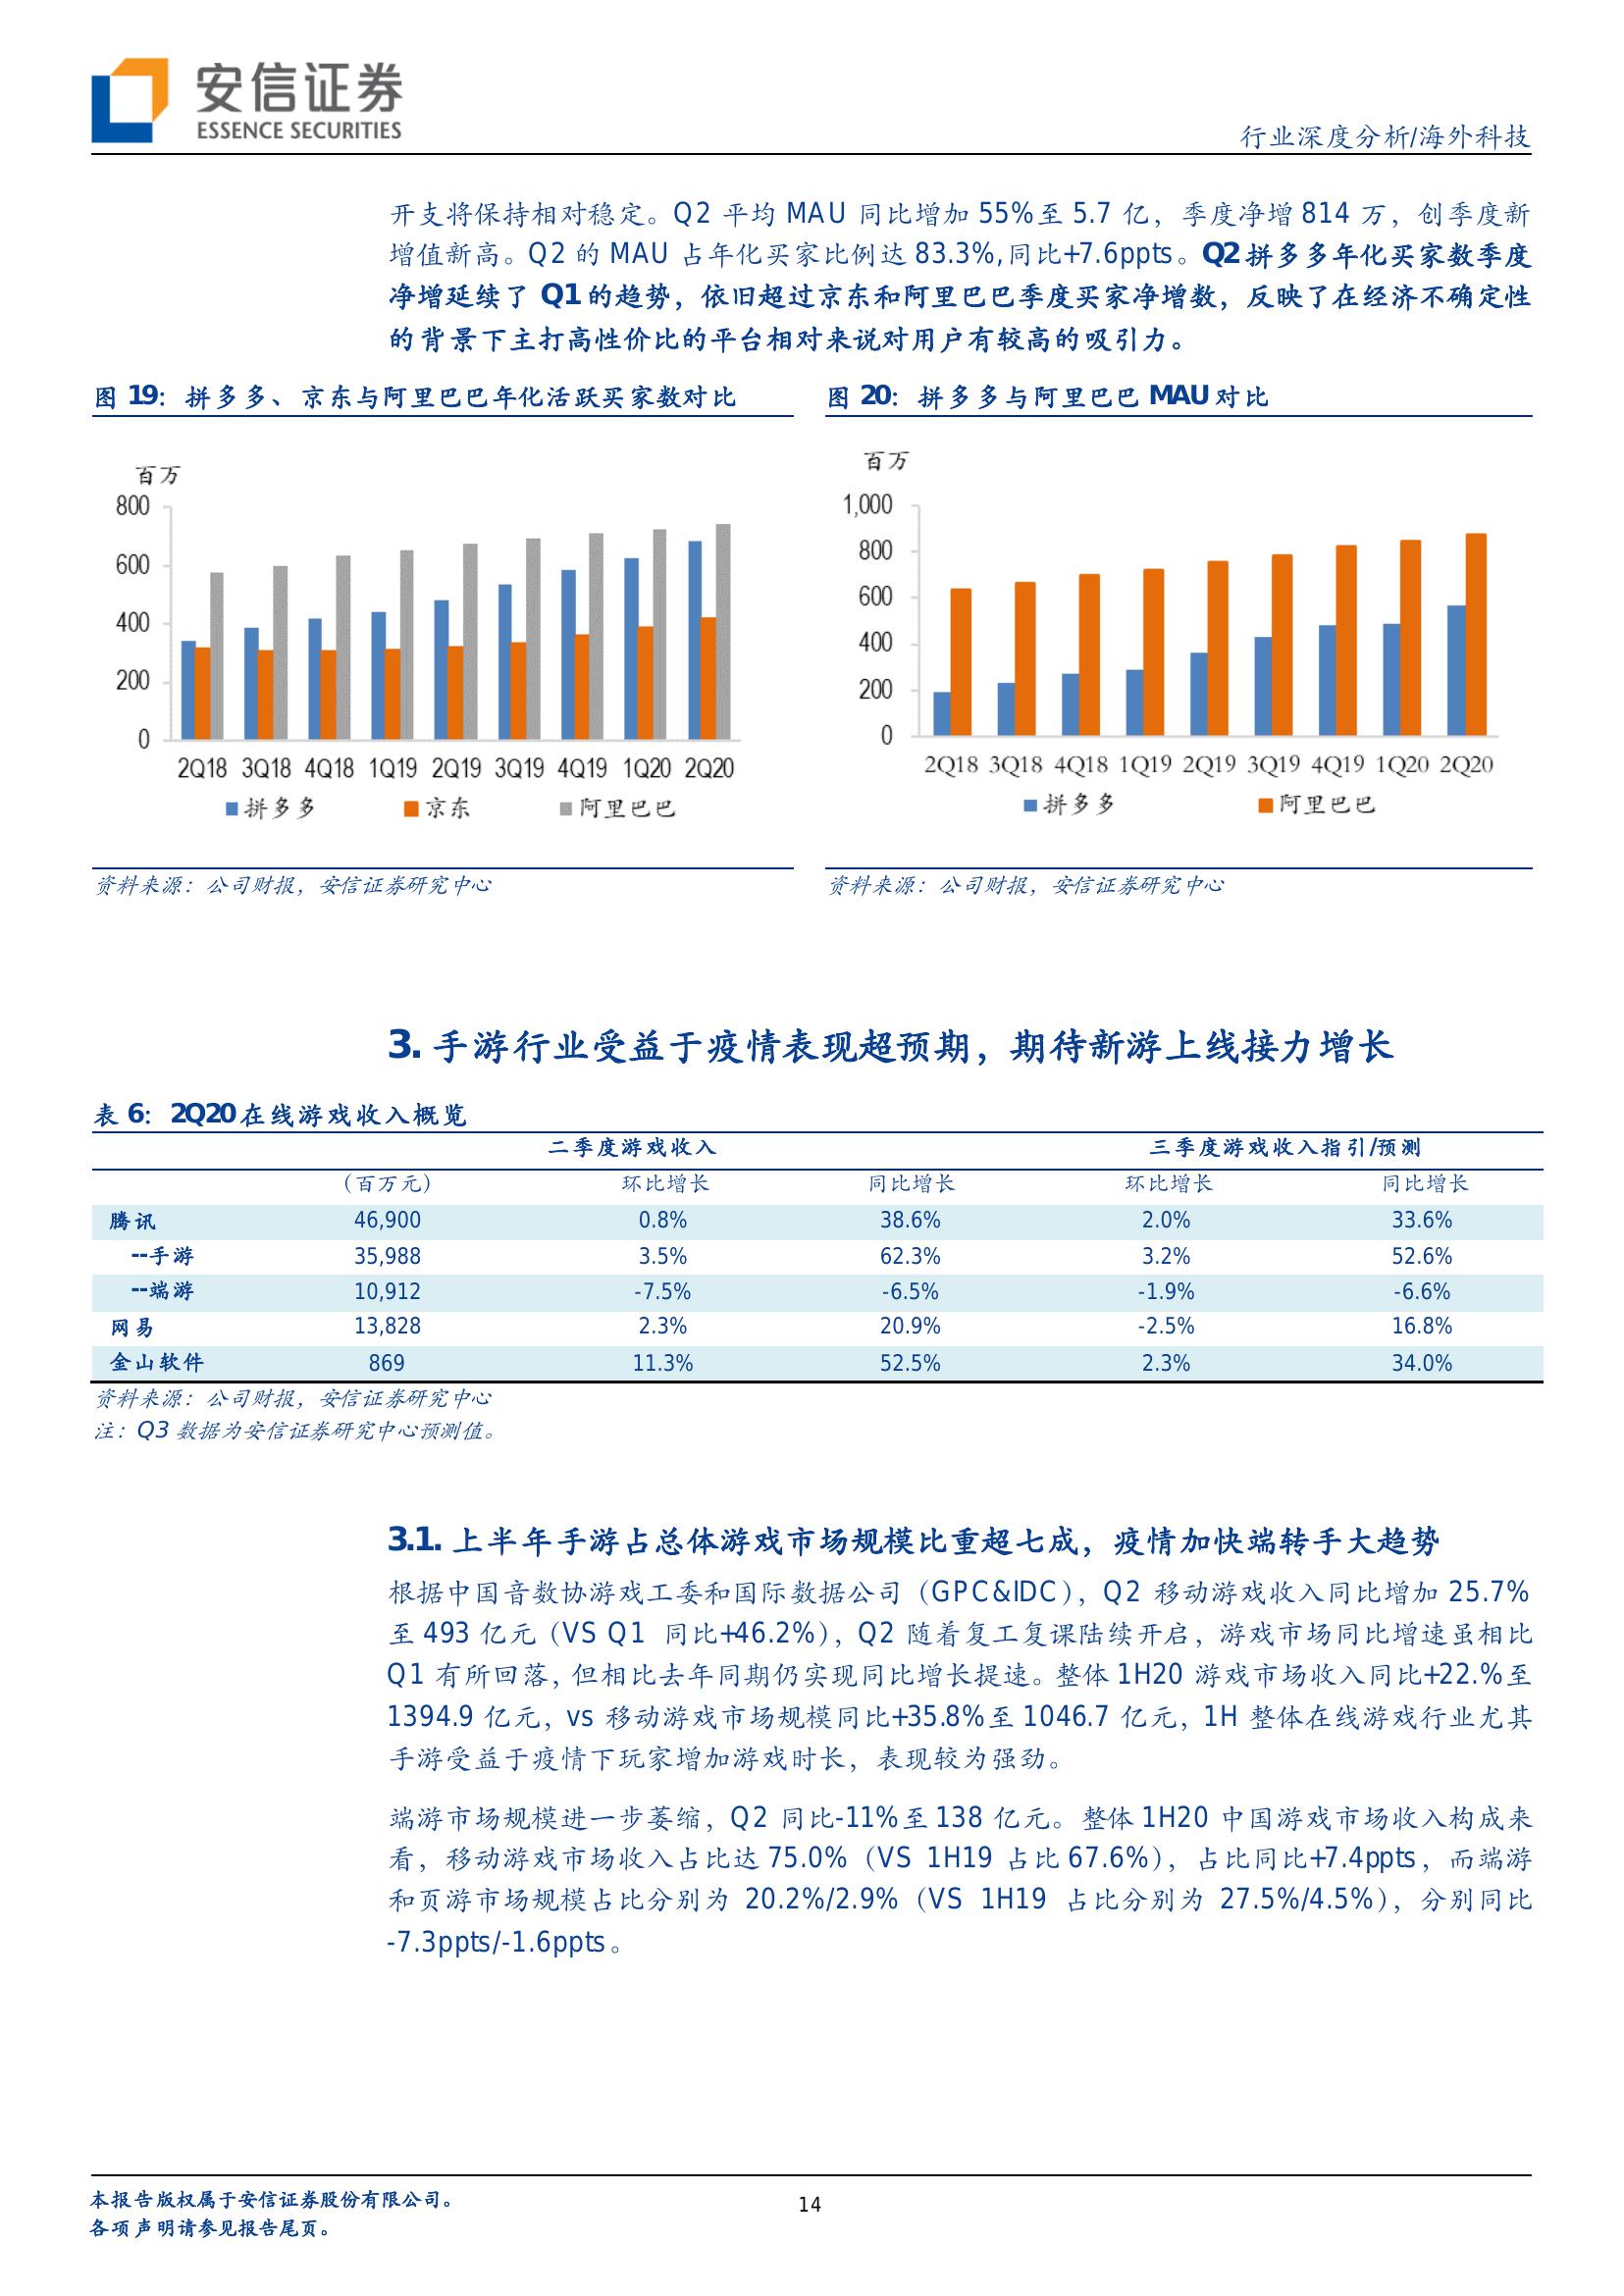 安信证券
ESSENCE SECURITIES
行业深度分析/海外科技
开支将保持相对稳定。Q2 平均 MAU 同比增加 55%至 5.7 亿，季度净增 814 万，创季度新
增值新高。Q2 的 MAU 占年化买家比例达 83.3%,同比+7.6ppts。Q2拼多多年化买家数季度
净增延续了 Q1 的趋势，依旧超过京东和阿里巴巴季度买家净增数，反映了在经济不确定性
的背景下主打高性价比的平台相对来说对用户有较高的吸引力。
图 19：拼多多、京东与阿里巴巴年化活跃买家数对比
百万
800
600
400
200
0
2Q18 3Q18 4Q18 1Q19 2Q19 3Q19 4Q19 1Q20 2Q20
拼多多 京东 阿里巴巴
资料来源：公司财报，安信证券研究中心
图 20：拼多多与阿里巴巴 MAU 对比
百万
1,000
800
600
400
200
0
2Q18 3Q18 4Q18 1Q19 2Q19 3Q19 4Q19 1Q20 2Q20
拼多多 阿里巴巴
资料来源：公司财报，安信证券研究中心
3. 手游行业受益于疫情表现超预期，期待新游上线接力增长
表 6：2Q20 在线游戏收入概览
二季度游戏收入 三季度游戏收入指引/预测
（百万元） 环比增长 同比增长 环比增长 同比增长
腾讯 46,900 0.8% 38.6% 2.0% 33.6%
--手游 35,988 3.5% 62.3% 3.2% 52.6%
--端游 10,912 -7.5% -6.5% -1.9% -6.6%
网易 13,828 2.3% 20.9% -2.5% 16.8%
金山软件 869 11.3% 52.5% 2.3% 34.0%
资料来源：公司财报，安信证券研究中心
注：Q3 数据为安信证券研究中心预测值。
3.1. 上半年手游占总体游戏市场规模比重超七成，疫情加快端转手大趋势
根据中国音数协游戏工委和国际数据公司（GPC&IDC），Q2 移动游戏收入同比增加 25.7%
至 493 亿元（VS Q1 同比+46.2%），Q2 随着复工复课陆续开启，游戏市场同比增速虽相比
Q1 有所回落，但相比去年同期仍实现同比增长提速。整体 1H20 游戏市场收入同比+22.%至
1394.9 亿元，vs 移动游戏市场规模同比+35.8%至 1046.7 亿元，1H 整体在线游戏行业尤其
手游受益于疫情下玩家增加游戏时长，表现较为强劲。
端游市场规模进一步萎缩，Q2 同比-11%至 138 亿元。整体 1H20 中国游戏市场收入构成来
看，移动游戏市场收入占比达 75.0%（VS 1H19 占比 67.6%），占比同比+7.4ppts，而端游
和页游市场规模占比分别为 20.2%/2.9%（VS 1H19 占比分别为 27.5%/4.5%），分别同比
-7.3ppts/-1.6ppts。
本报告版权属于安信证券股份有限公司。
各项声明请参见报告尾页。
14